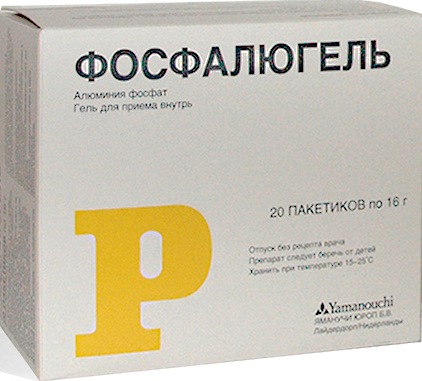 ФОСФАЛЮГЕЛЬ
Алюминия фосфат
Гель для приема внутрь
20 ПАКЕТИКОВ по 16 г
P
Отпуск без рецепта врача
Препарат следует беречь от детей
Хранить при температуре 15-25°C
Yamanouchi
ЯМАНУЧИ ЮРОП Б.В.
Лайдердорп/Нидерланды